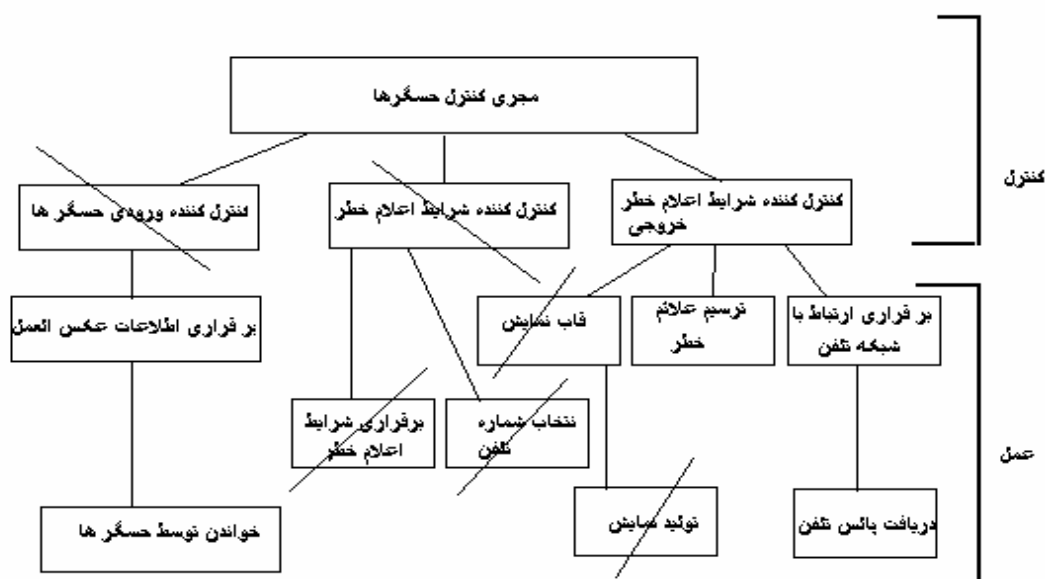 مجری کنترل حسگرها
کنترل
کنترل کننده شرایط اعلام خطر
خروجی
کنترل کننده شرایط اعلام خطر
کنترل کننده ورودی حسگر ها
بر قراری ارتباط با
شبکه تلفن
ترسیم علائم
خطر
قاب نمایش
بر قراری اطلاعات عکس العمل
نتخاب شماره
تلفن
برقراری شرایط
اعلام خطر
عمل
دریافت پالس تلفن
تولید نمایش
خواندن توسط حسگر ها